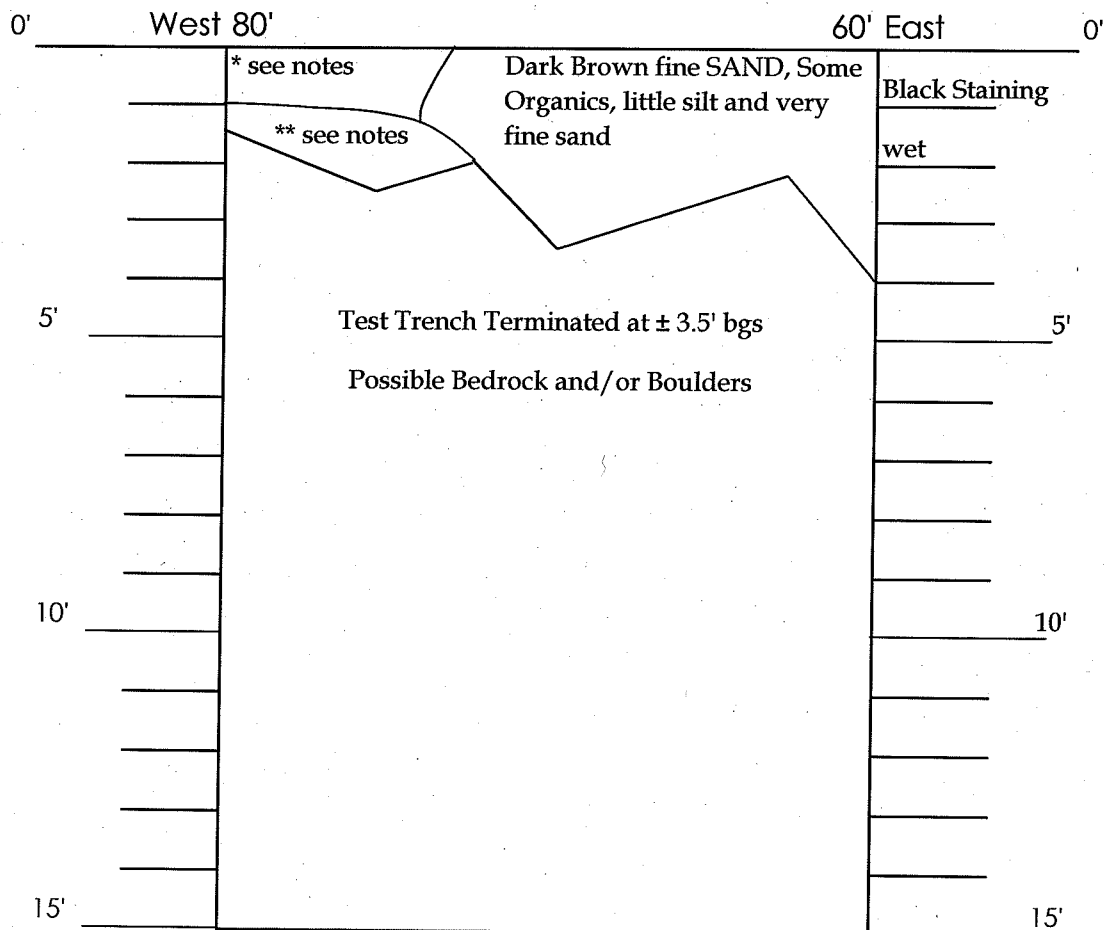 0'
West 80'
60' East
0'
* see notes
Dark Brown fine SAND, Some
Organics, little silt and very
fine sand
Black Staining
** see notes
wet
5'
Test Trench Terminated at ± 3.5' bgs
5'
Possible Bedrock and/or Boulders
10'
10'
15'
15'